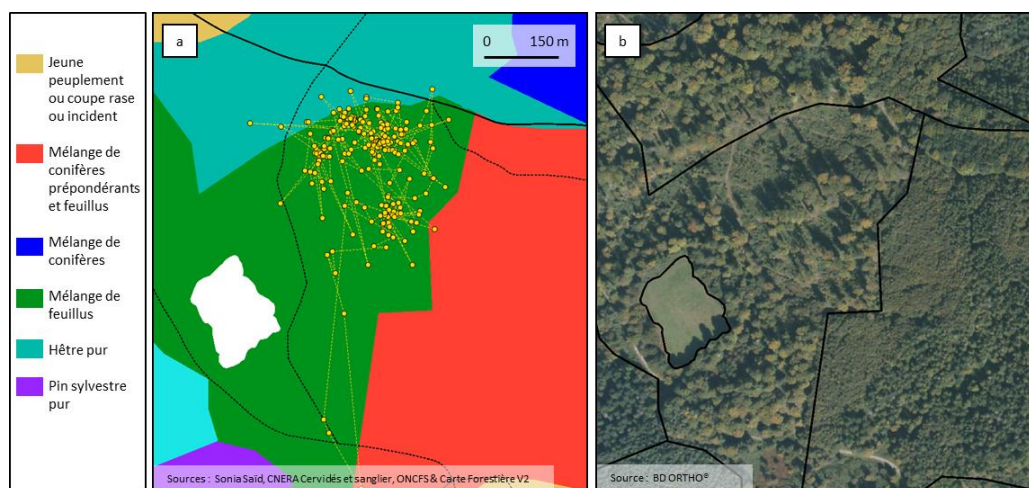 Jeune
peuplement
ou coupe rase
ou incident
Mélange de
conifères
prépondérants
et feuillus
Mélange de
conifères
Mélange de
feuillus
Hêtre pur
Pin sylvestre
pur
a
0 150 m
Sources : Sonia Saïd, CNERA Cervidés et sanglier, ONCFS & Carte Forestière V2
b
Source : BD ORTHO®